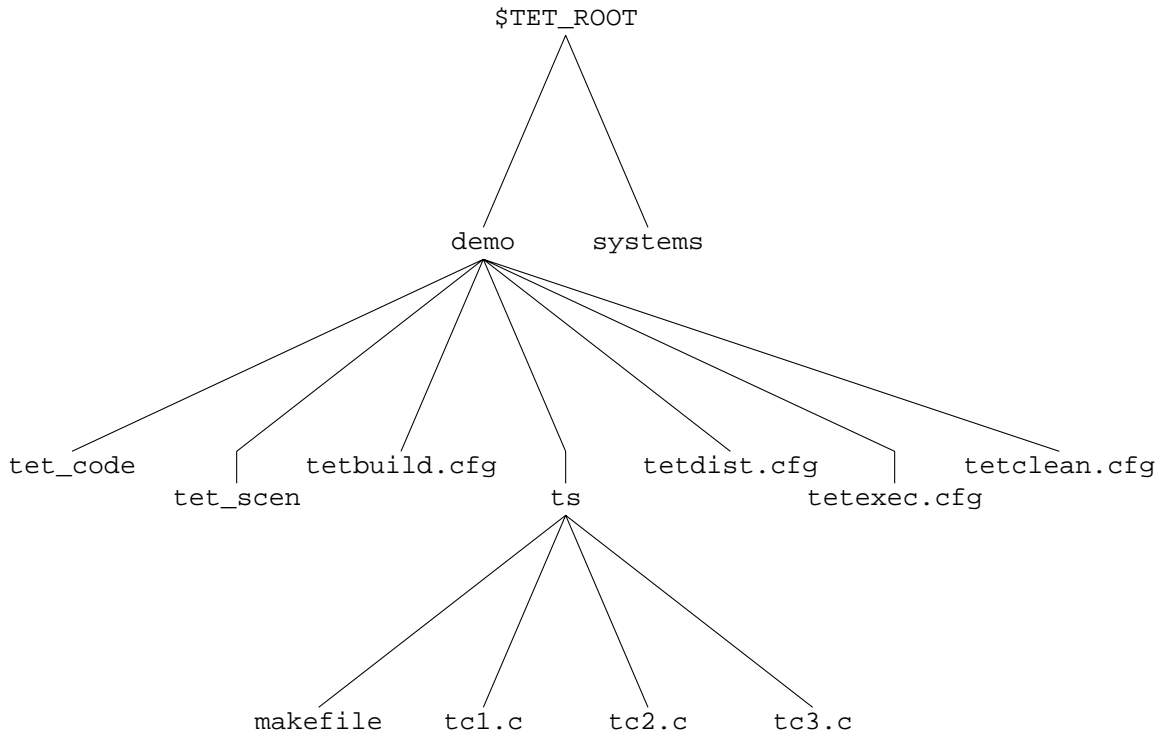 $TET_ROOT
demo systems
tet_code tetbuild.cfg tetdist.cfg tetclean.cfg
tet_scen ts tetexec.cfg
makefile tc1.c tc2.c tc3.c